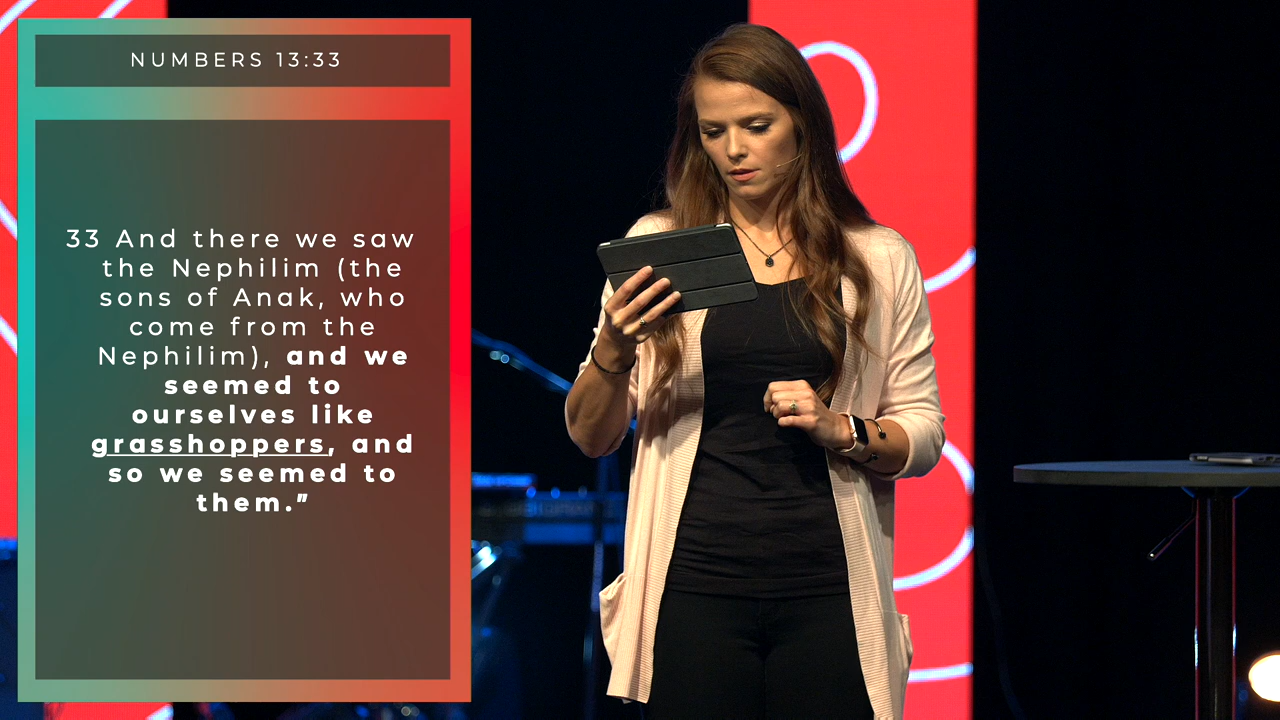 NUMBERS 13:33
33 And there we saw
the Nephilim (the
sons of Anak, who
come from the
Nephilim), and we
seemed to
ourselves like
grasshoppers, and
so we seemed to
them.”